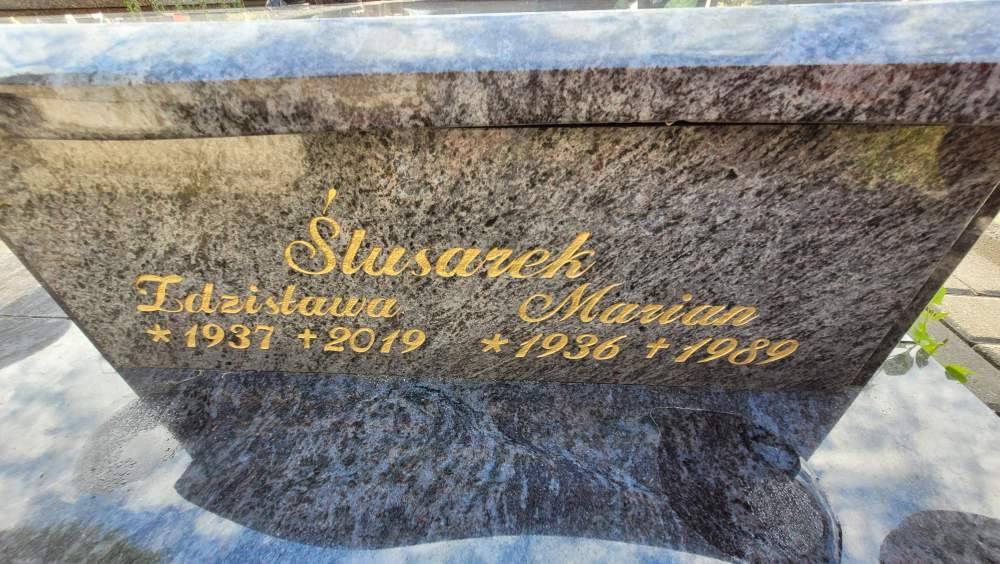 Ślusarek
Zdzisława Marian
* 1937 + 2019 * 1936 + 1989